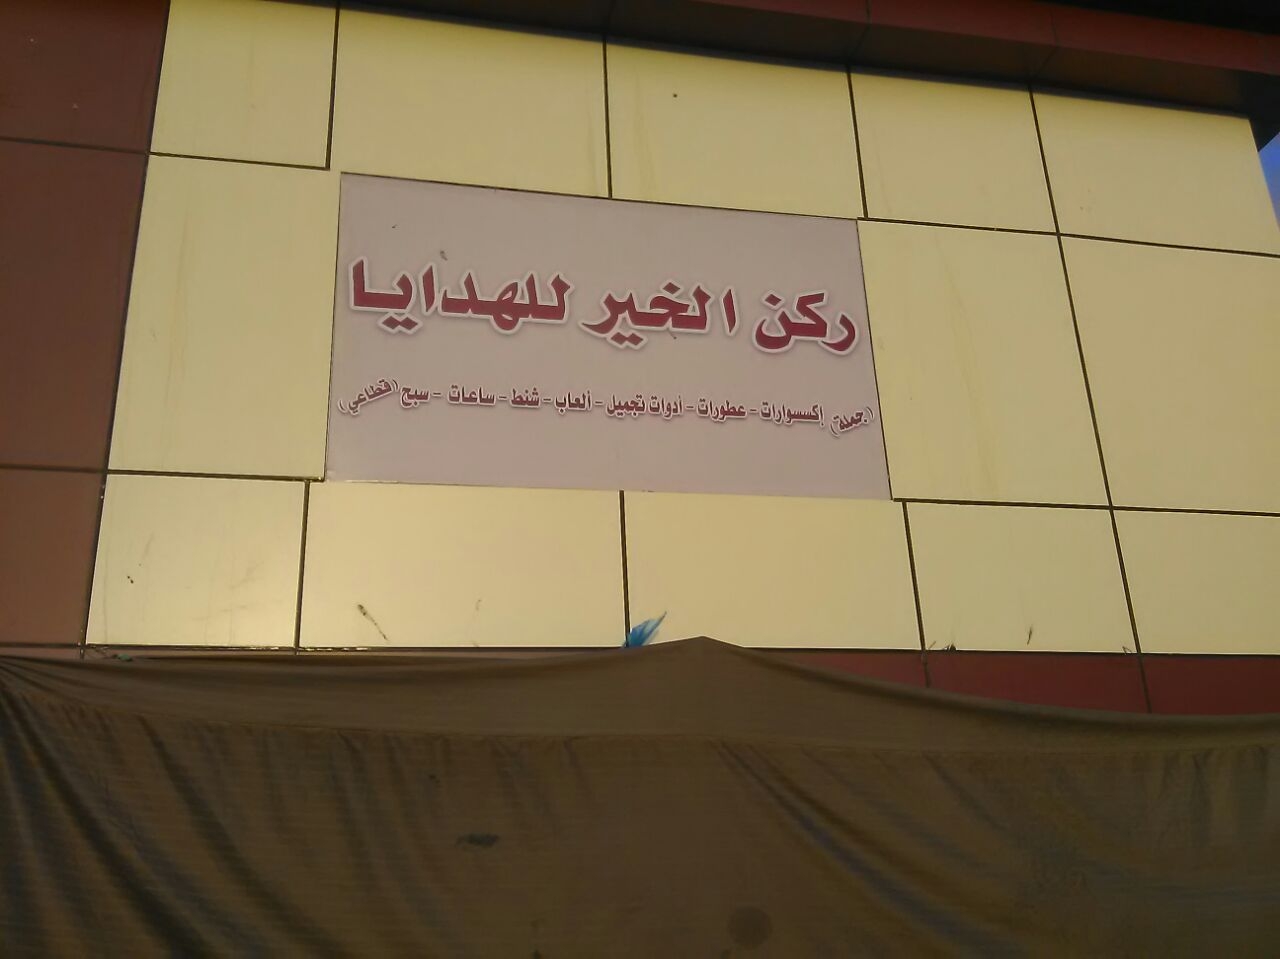 ركن الخير للهدايا
(جملة) إكسسوارات - عطورات - أدوات تجميل - ألعاب - شنط - ساعات - سبح (قطاعي)